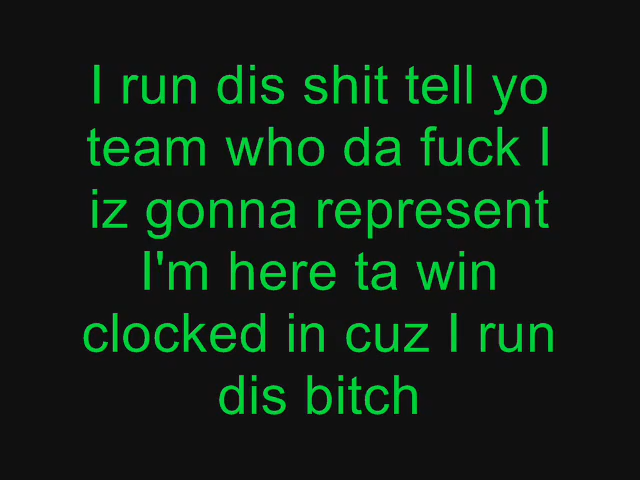 I run dis shit tell yo
team who da fuck I
iz gonna represent
I'm here ta win
clocked in cuz I run
dis bitch